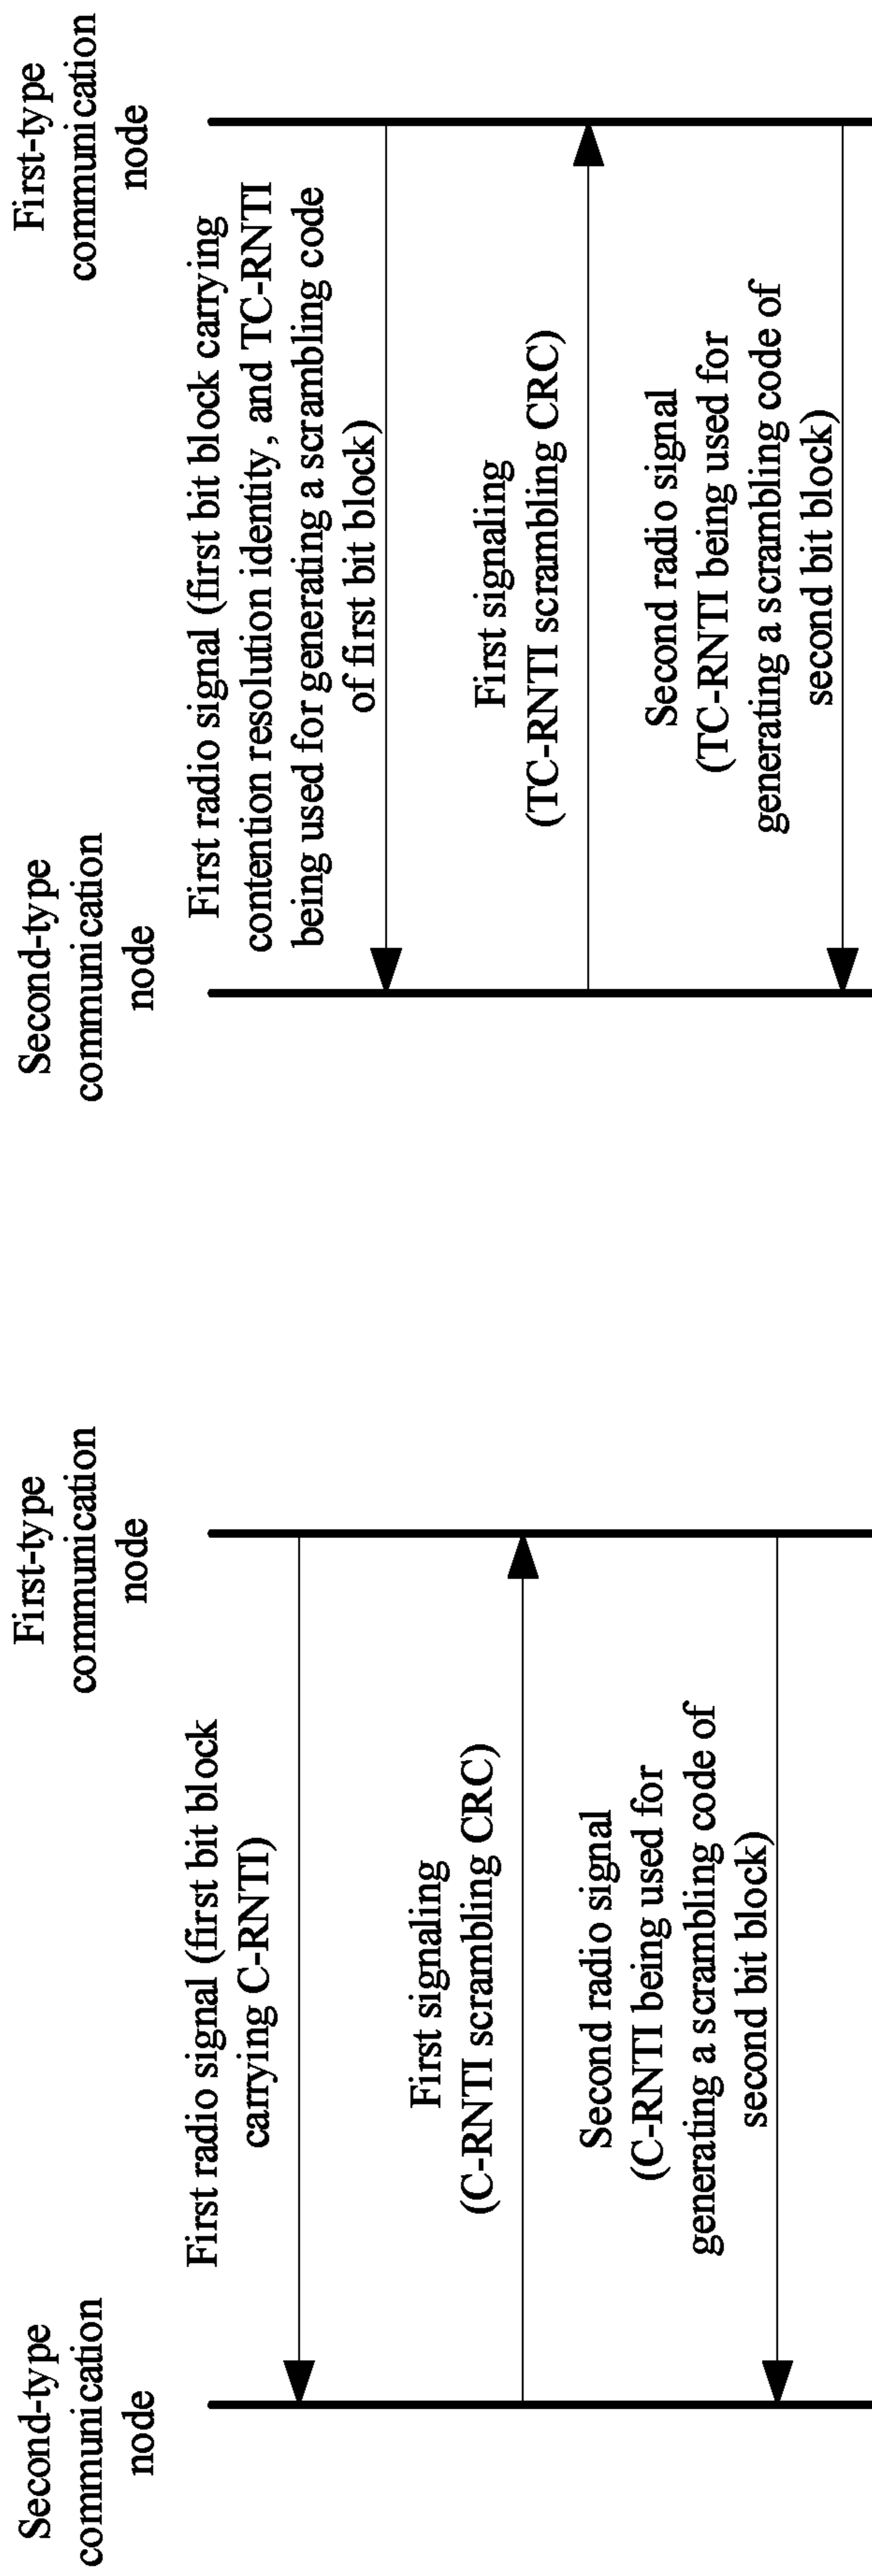 Second-type
communication
node
First-type
communication
node
First radio signal (first bit block
carrying C-RNTI)
First signaling
(C-RNTI scrambling CRC)
Second radio signal
(C-RNTI being used for
generating a scrambling code of
second bit block)
Second-type
communication
node
First-type
communication
node
First radio signal (first bit block carrying
contention resolution identity, and TC-RNTI
being used for generating a scrambling code
of first bit block)
First signaling
(TC-RNTI scrambling CRC)
Second radio signal
(TC-RNTI being used for
generating a scrambling code of
second bit block)